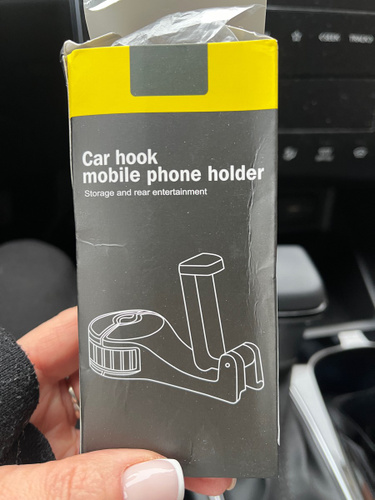 Car hook
mobile phone holder
Storage and rear entertainment